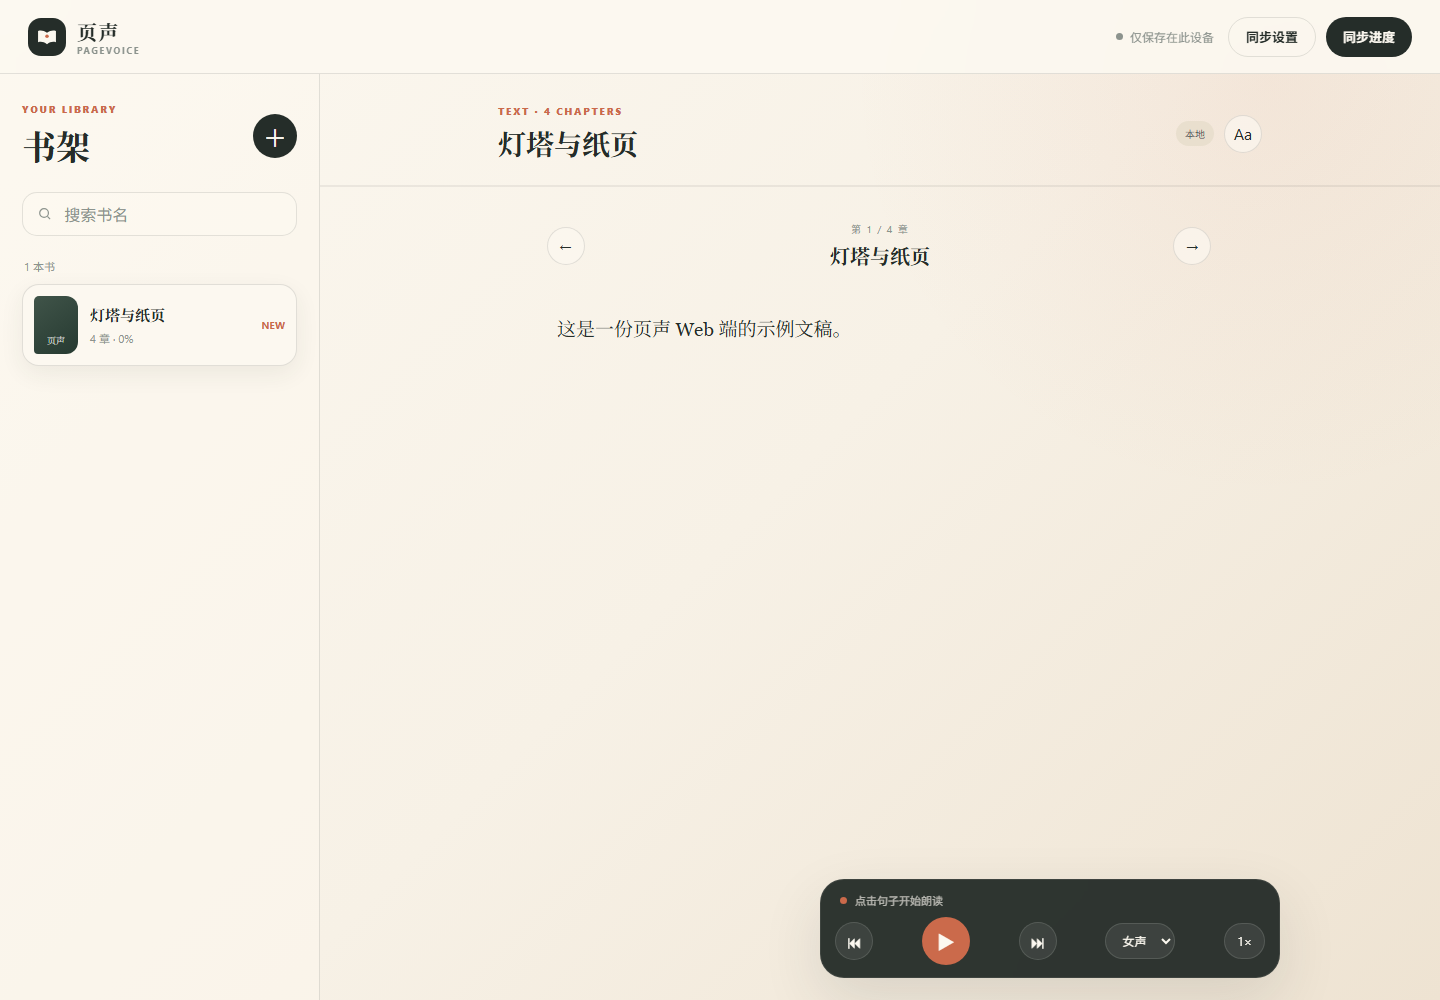 页声
PAGEVOICE
仅保存在此设备
同步设置
同步进度
YOUR LIBRARY
书架
搜索书名
1 本书
页声
灯塔与纸页
4 章 · 0%
NEW
TEXT · 4 CHAPTERS
灯塔与纸页
本地
Aa
←
第 1 / 4 章
灯塔与纸页
→
这是一份页声 Web 端的示例文稿。
点击句子开始朗读
女声
1×